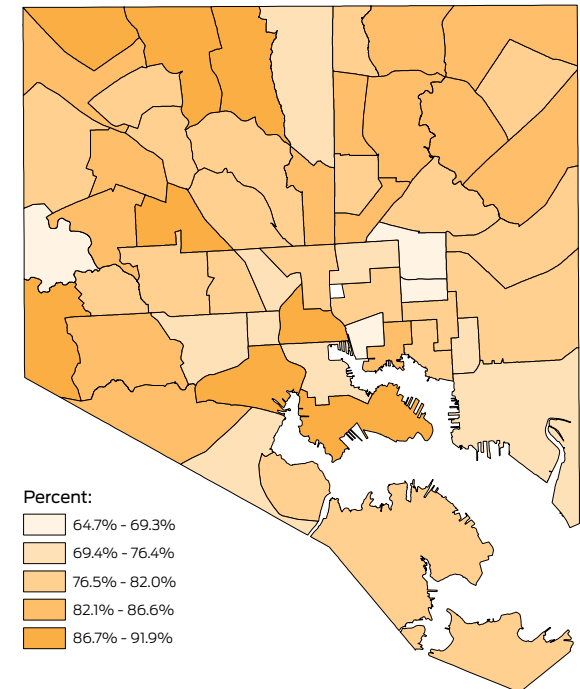 Percent:
64.7% - 69.3%
69.4% - 76.4%
76.5% - 82.0%
82.1% - 86.6%
86.7% - 91.9%